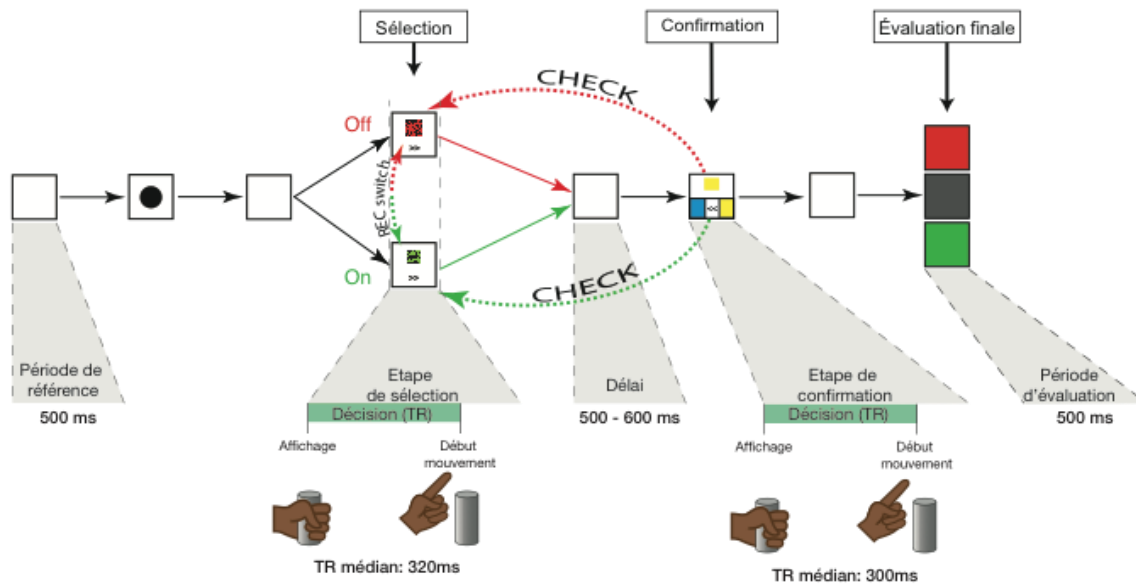 Sélection
Confirmation
Évaluation finale
CHECK
Off
>>
REC switch
<<
On
>>
CHECK
Période de
référence
500 ms
Etape
de sélection
Décision (TR)
Affichage
Début
mouvement
TR médian: 320ms
Délai
500 - 600 ms
Etape de
confirmation
Décision (TR)
Affichage
Début
mouvement
TR médian: 300ms
Période
d'évaluation
500 ms